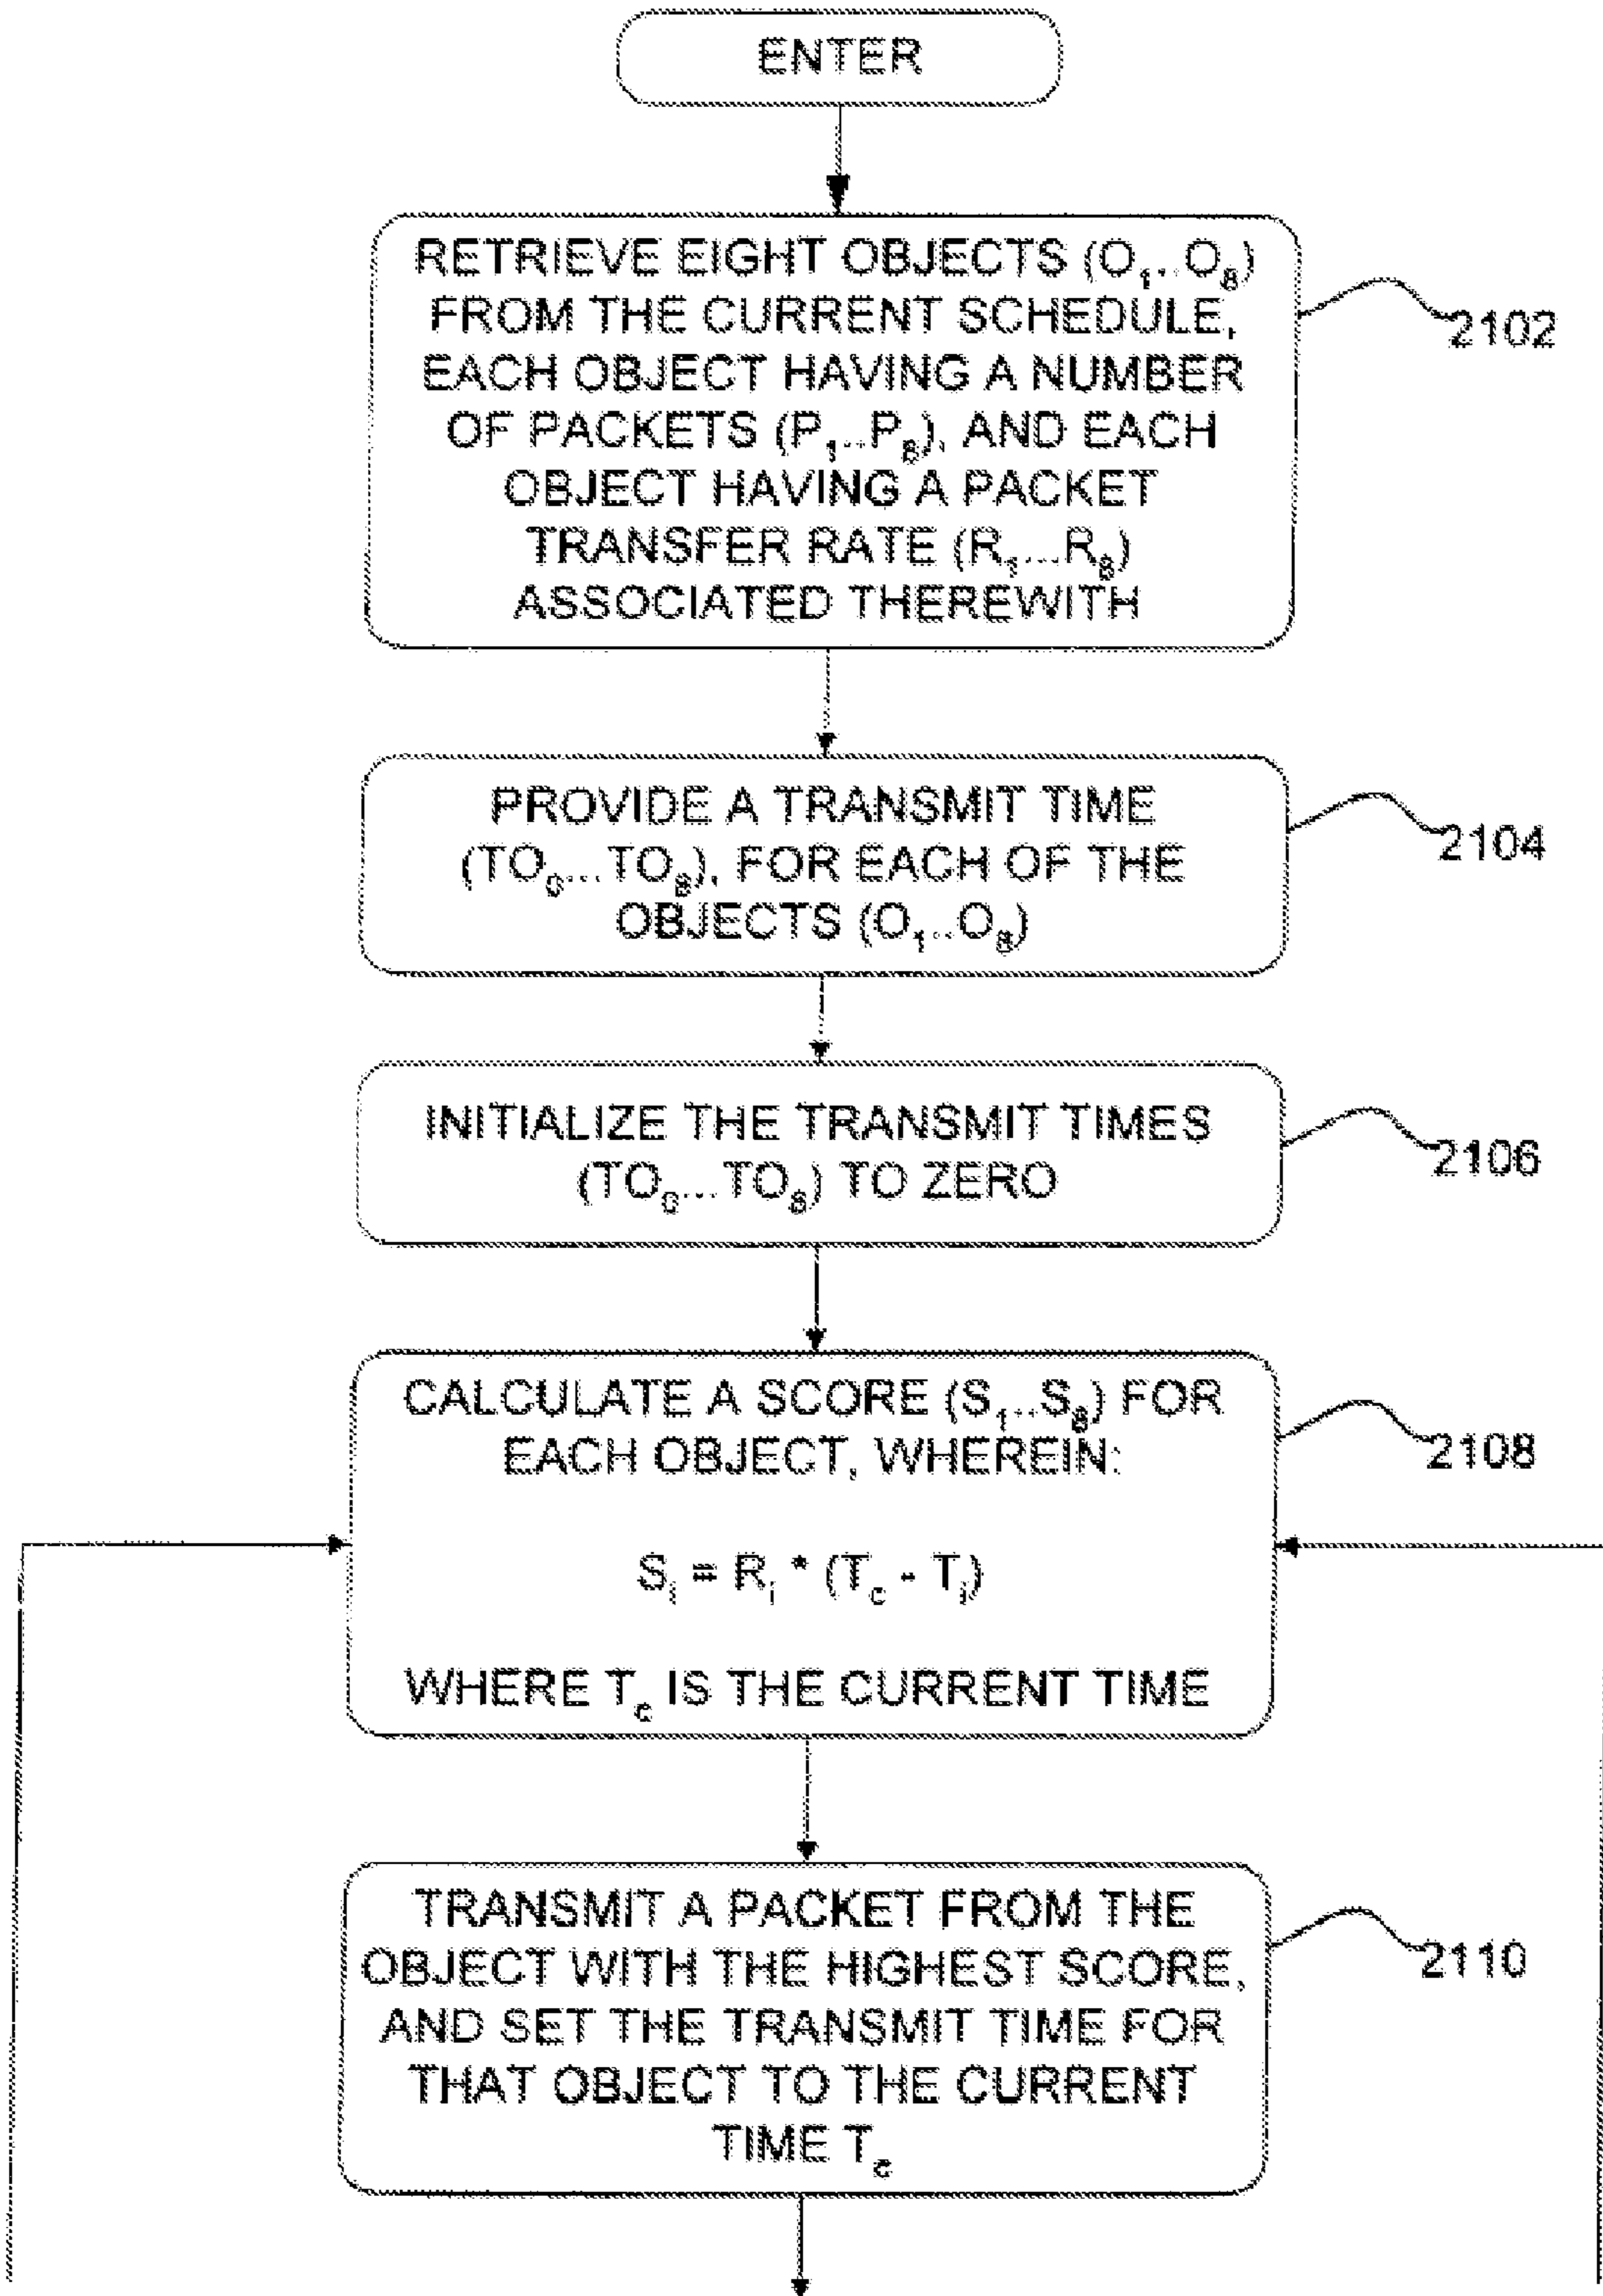 ENTER
RETRIEVE EIGHT OBJECTS (O₁..O₈)
FROM THE CURRENT SCHEDULE,
EACH OBJECT HAVING A NUMBER
OF PACKETS (P₁..P₈), AND EACH
OBJECT HAVING A PACKET
TRANSFER RATE (R₁...R₈)
ASSOCIATED THEREWITH
2102
PROVIDE A TRANSMIT TIME
(TO₀...TO₈), FOR EACH OF THE
OBJECTS (O₁..O₈)
2104
INITIALIZE THE TRANSMIT TIMES
(TO₀...TO₈) TO ZERO
2106
CALCULATE A SCORE (S₁..S₈) FOR
EACH OBJECT, WHEREIN:
Sᵢ = Rᵢ * (T꜀ - Tᵢ)
WHERE T꜀ IS THE CURRENT TIME
2108
TRANSMIT A PACKET FROM THE
OBJECT WITH THE HIGHEST SCORE,
AND SET THE TRANSMIT TIME FOR
THAT OBJECT TO THE CURRENT
TIME T꜀
2110